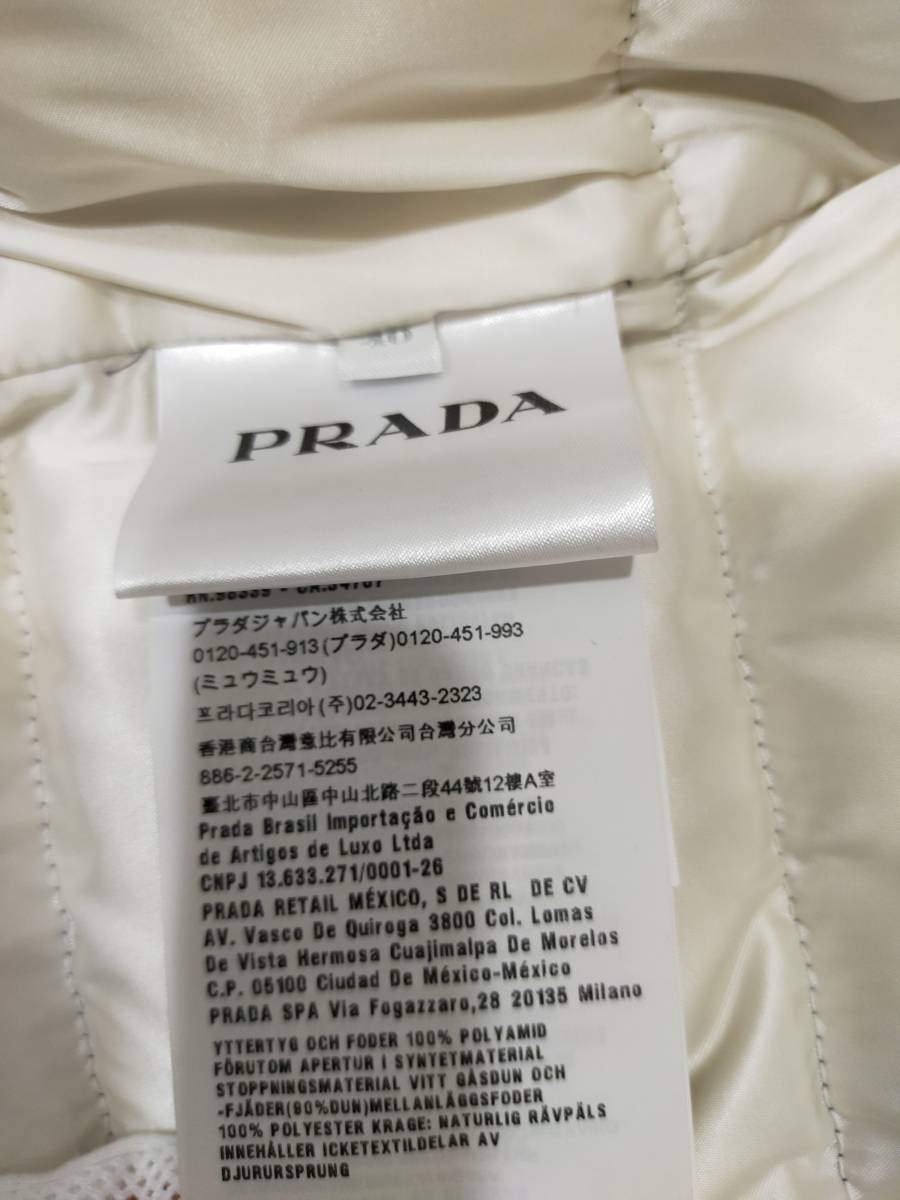 PRADA
プラダジャパン株式会社
0120-451-913(プラダ)0120-451-993
(ミュウミュウ)
프라다코리아(주)02-3443-2323
香港商台灣意比有限公司台灣分公司
886-2-2571-5255
臺北市中山區中山北路二段44號12樓A室
Prada Brasil Importação e Comércio
de Artigos de Luxo Ltda
CNPJ 13.633.271/0001-26
PRADA RETAIL MÉXICO, S DE RL DE CV
AV. Vasco De Quiroga 3800 Col. Lomas
De Vista Hermosa Cuajimalpa De Morelos
C.P. 05100 Ciudad De México-México
PRADA SPA Via Fogazzaro,28 20135 Milano
YTTERTYG OCH FODER 100% POLYAMID
FÖRUTOM APERTUR I SYNTETMATERIAL
STOPPNINGSMATERIAL VITT GÅSDUN OCH
-FJÄDER(90%DUN)MELLANLÄGGSFODER
100% POLYESTER KRAGE: NATURLIG RÄVPÄLS
INNEHÅLLER ICKETEXTILDELAR AV
DJURURSPRUNG